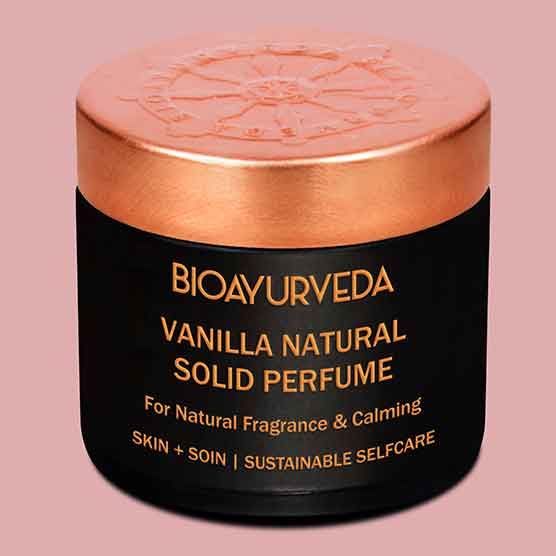 BIOAYURVEDA
VANILLA NATURAL
SOLID PERFUME
For Natural Fragrance & Calming
SKIN + SOIN | SUSTAINABLE SELFCARE